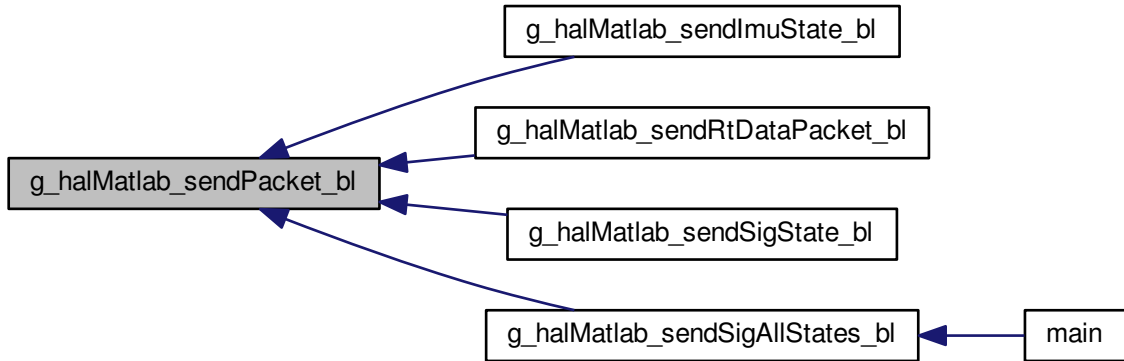 g_halMatlab_sendImuState_bl
g_halMatlab_sendRtDataPacket_bl
g_halMatlab_sendPacket_bl
g_halMatlab_sendSigState_bl
g_halMatlab_sendSigAllStates_bl
main